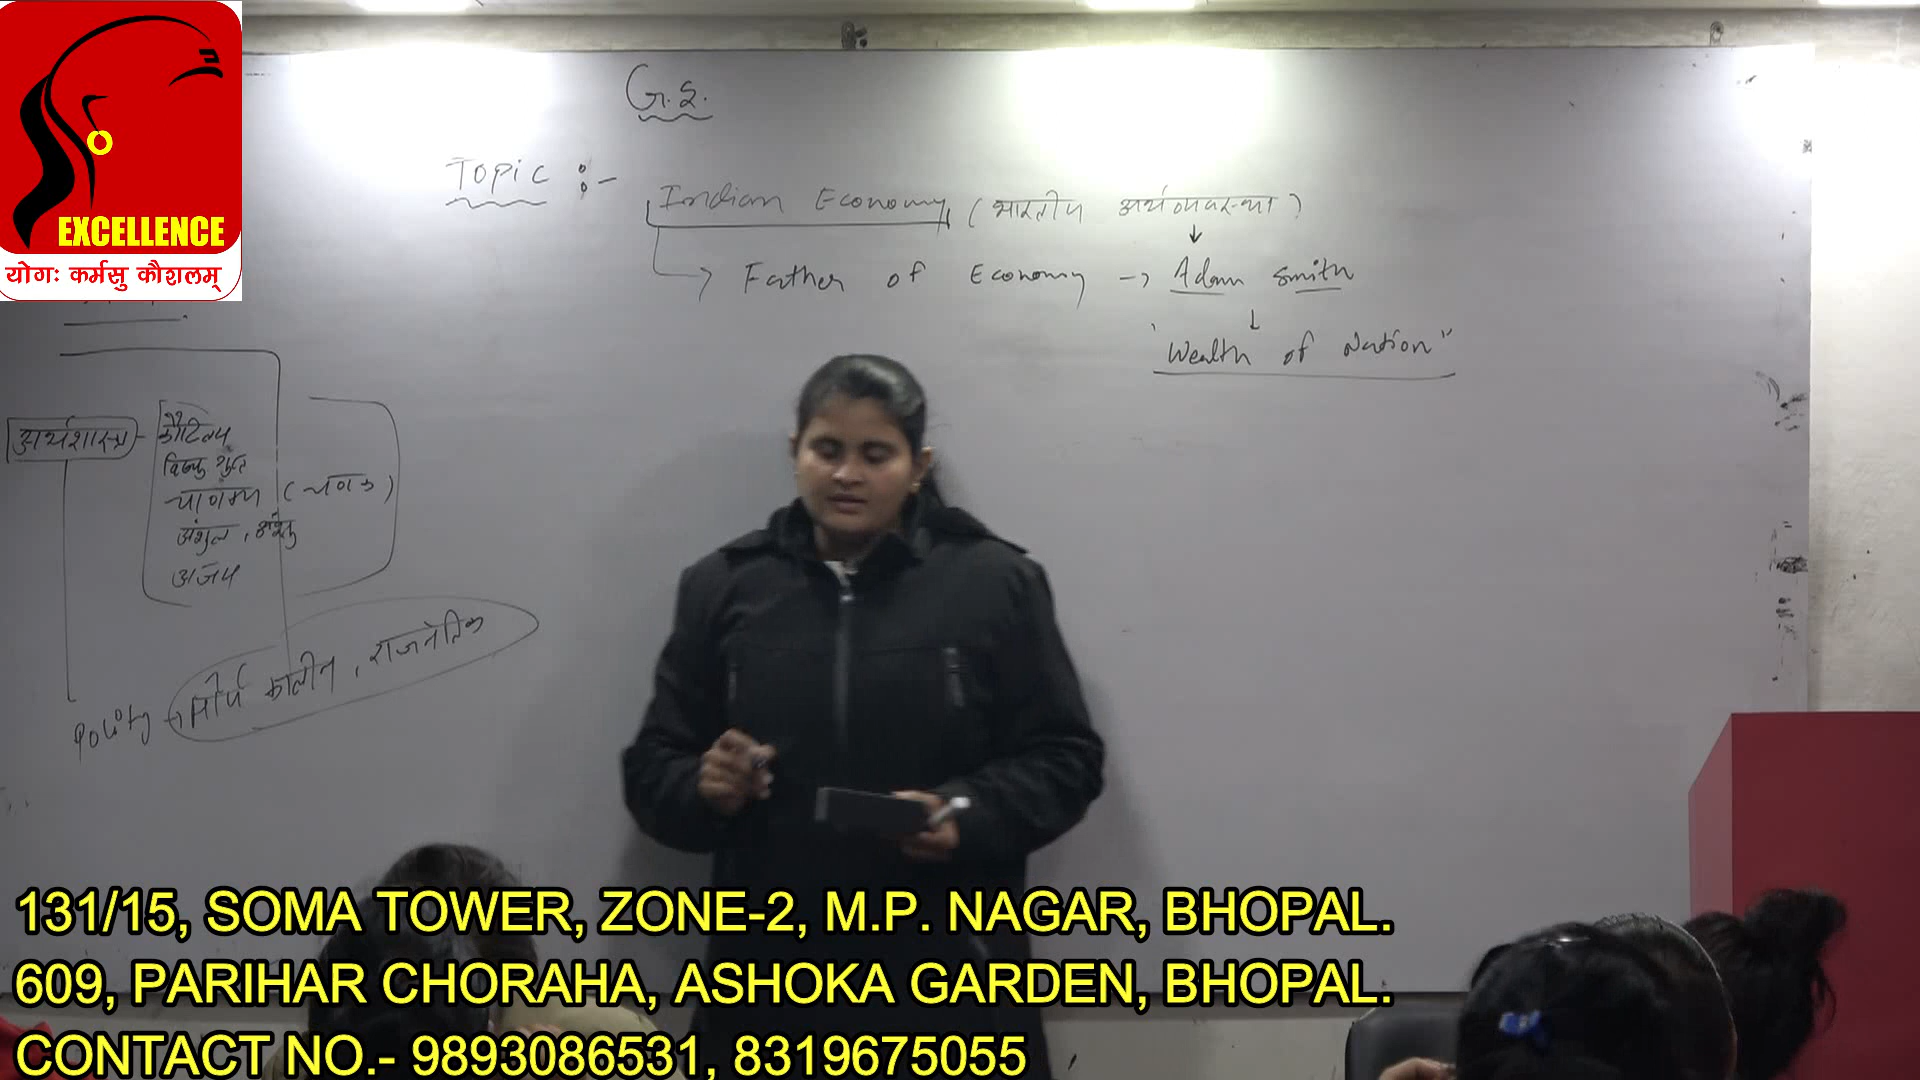 EXCELLENCE
योगः कर्मसु कौशलम्
G.S.
Topic :-
Indian Economy (भारतीय अर्थव्यवस्था)
Father of Economy → Adam Smith
"Wealth of Nation"
अर्थशास्त्र - कौटिल्य
विष्णु गुप्त
चाणक्य (चणक)
अंशुल,
अजय
Polity → मौर्य कालीन, राजनैतिक
131/15, SOMA TOWER, ZONE-2, M.P. NAGAR, BHOPAL.
609, PARIHAR CHORAHA, ASHOKA GARDEN, BHOPAL.
CONTACT NO.- 9893086531, 8319675055